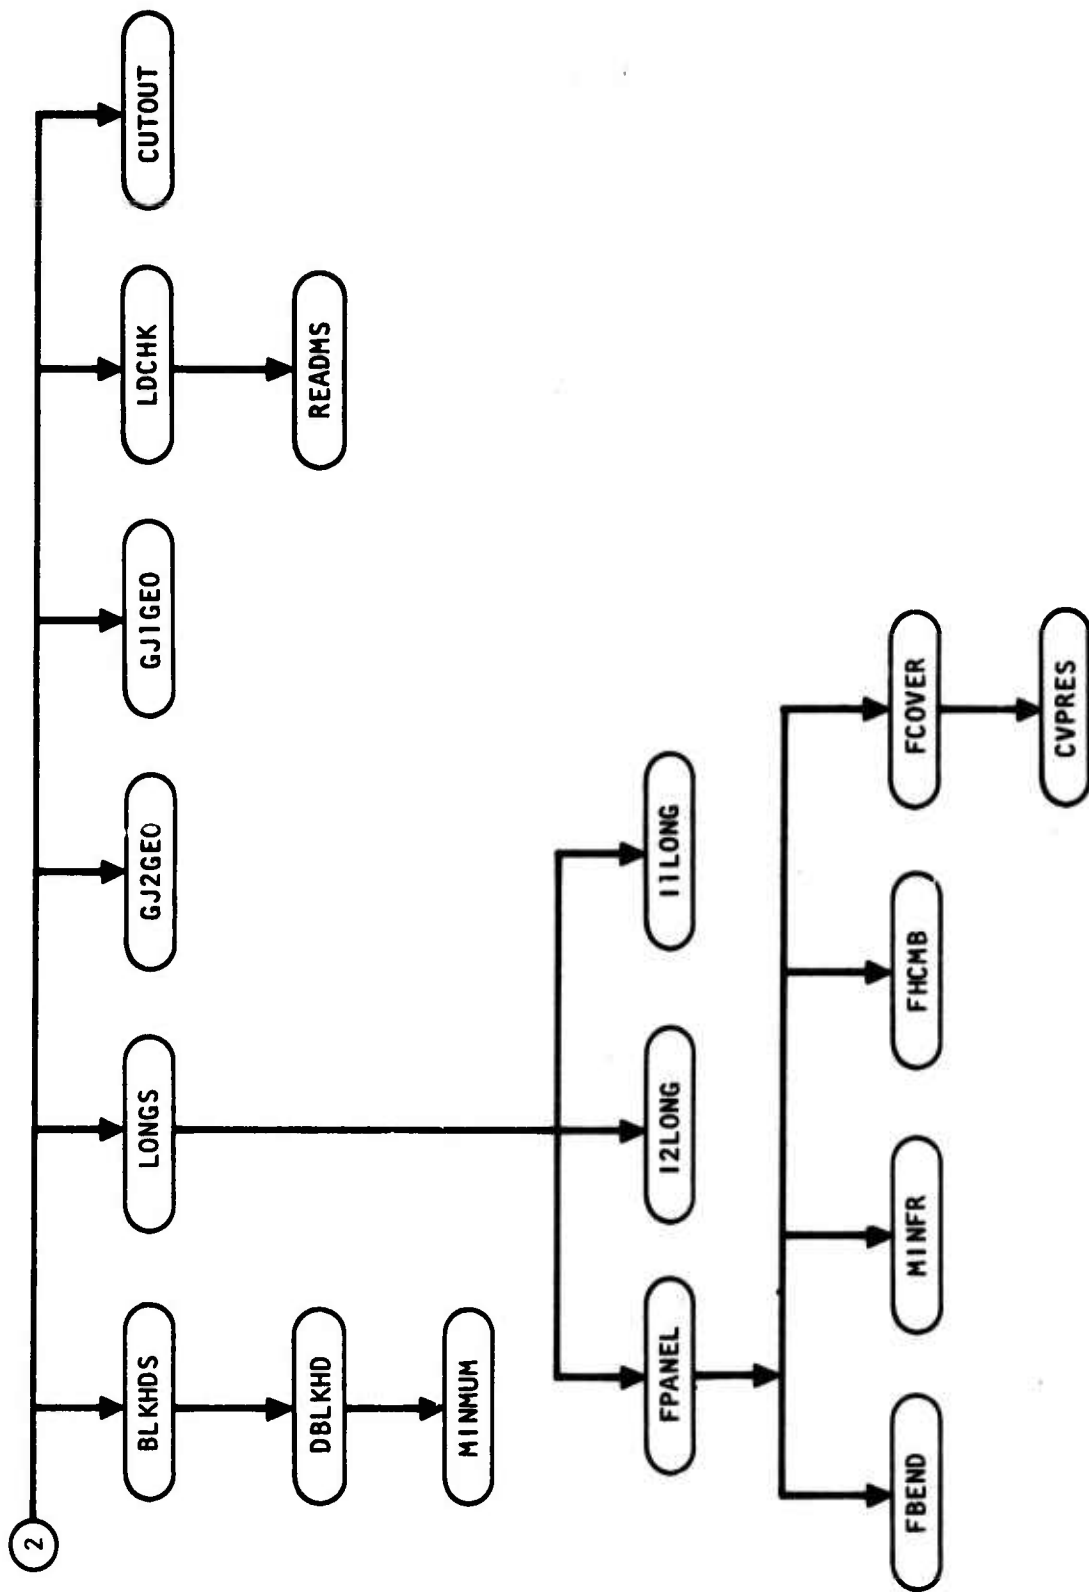 2
BLKHDS
LONGS
GJ2GEO
GJ1GEO
LDCHK
CUTOUT
DBLKHD
READMS
MINMUM
FPANEL
I2LONG
I1LONG
FBEND
MINFR
FHCMB
FCOVER
CVPRES